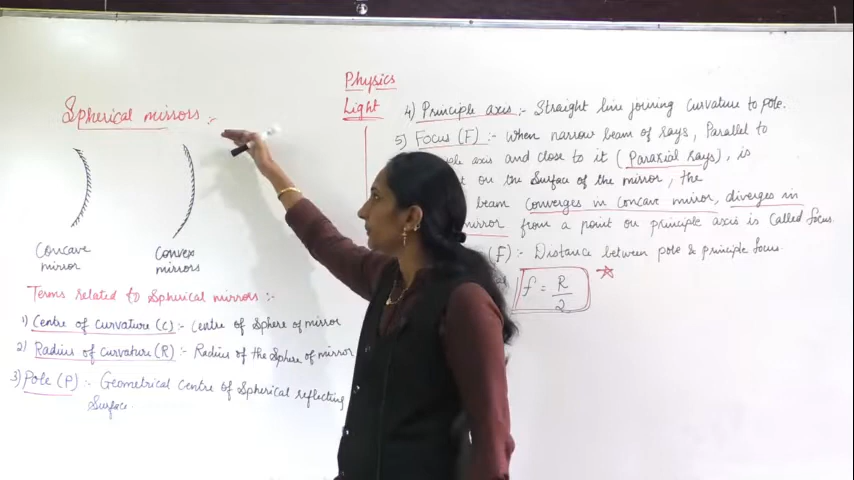 Physics
Light
Spherical mirrors :-
Concave
mirror
Convex
mirrors
Terms related to Spherical mirrors :-
1) Centre of curvature (c) :- Centre of Sphere of mirror
2) Radius of curvature (R) :- Radius of the Sphere of mirror
3) Pole (P) :- Geometrical centre of Spherical reflecting
Surface.
4) Principle axis :- Straight line joining curvature to pole.
5) Focus (F) :- When narrow beam of rays, Parallel to
axis and close to it (Paraxial rays), is
on the Surface of the mirror, the
beam converges in concave mirror, diverges in
mirror from a point on principle axis is called focus.
(F) :- Distance between pole & principle focus.
f = R/2